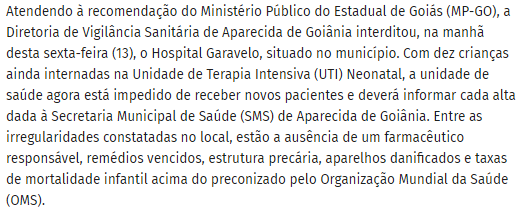 Atendendo à recomendação do Ministério Público do Estadual de Goiás (MP-GO), a
Diretoria de Vigilância Sanitária de Aparecida de Goiânia interditou, na manhã
desta sexta-feira (13), o Hospital Garavelo, situado no município. Com dez crianças
ainda internadas na Unidade de Terapia Intensiva (UTI) Neonatal, a unidade de
saúde agora está impedido de receber novos pacientes e deverá informar cada alta
dada à Secretaria Municipal de Saúde (SMS) de Aparecida de Goiânia. Entre as
irregularidades constatadas no local, estão a ausência de um farmacêutico
responsável, remédios vencidos, estrutura precária, aparelhos danificados e taxas
de mortalidade infantil acima do preconizado pelo Organização Mundial da Saúde
(OMS).